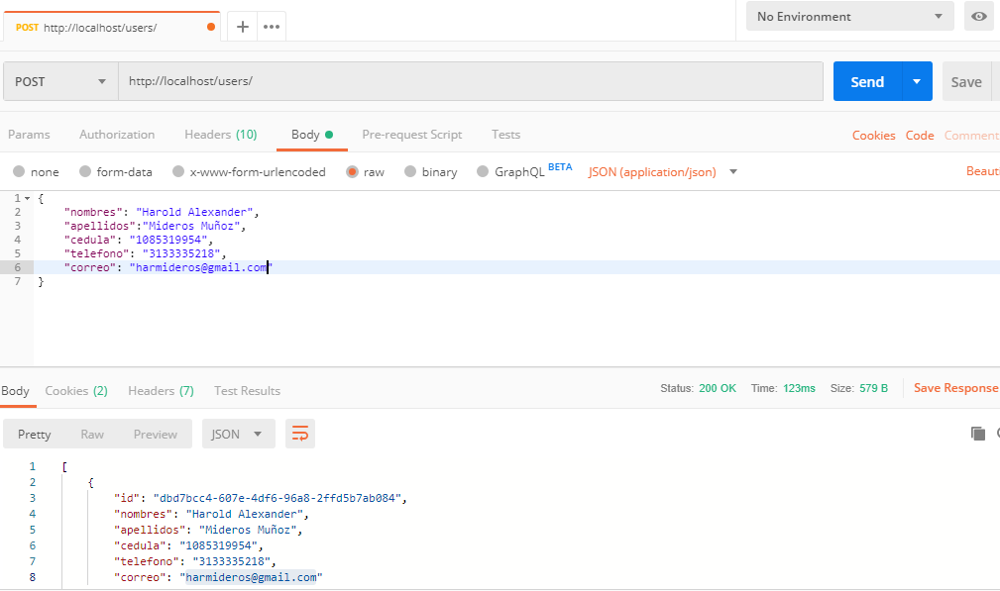 POST http://localhost/users/
No Environment
POST http://localhost/users/ Send Save
Params Authorization Headers (10) Body Pre-request Script Tests Cookies Code Comment
none form-data x-www-form-urlencoded raw binary GraphQL BETA JSON (application/json) Beauti
1 {
2 "nombres": "Harold Alexander",
3 "apellidos":"Mideros Muñoz",
4 "cedula": "1085319954",
5 "telefono": "3133335218",
6 "correo": "harmideros@gmail.com"
7 }
Body Cookies (2) Headers (7) Test Results Status: 200 OK Time: 123ms Size: 579 B Save Response
Pretty Raw Preview JSON
1 [
2 {
3 "id": "dbd7bcc4-607e-4df6-96a8-2ffd5b7ab084",
4 "nombres": "Harold Alexander",
5 "apellidos": "Mideros Muñoz",
6 "cedula": "1085319954",
7 "telefono": "3133335218",
8 "correo": "harmideros@gmail.com"